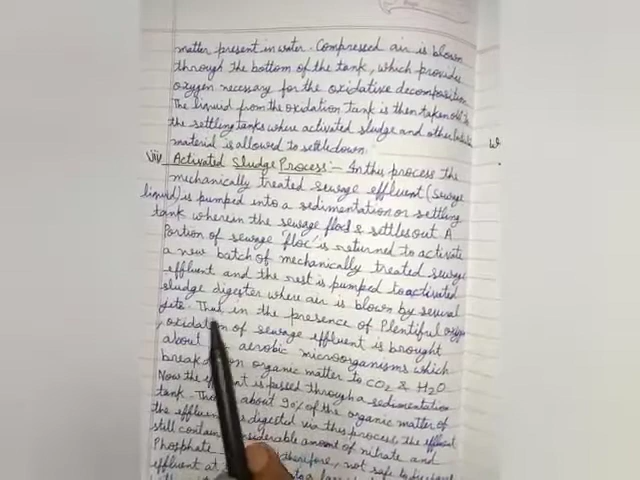 matter present in water. Compressed air is blown
through the bottom of the tank, which provides
oxygen necessary for the oxidative decomposition
The liquid from the oxidation tank is then taken
the settling tanks where activated sludge and other
material is allowed to settle down.
viii Activated Sludge Process:- In this process the
mechanically treated sewage effluent (sewage
liquid) is pumped into a sedimentation or settling
tank wherein the sewage flocs & settles out. A
Portion of sewage 'floc' is returned to activate
a new batch of mechanically treated sewage
effluent and the rest is pumped to activated
sludge digester where air is blown by several
jets. Thus in the presence of Plentiful oxygen
, oxidation of sewage effluent is brought
about aerobic microorganisms which
break down organic matter to CO2 & H2O
Now the is passed through a sedimentation
tank. about 90% of the organic matter of
the effluent is digested via this process, the effluent
still contain amount of nitrate and
Phosphate therefore, not safe to
effluent at